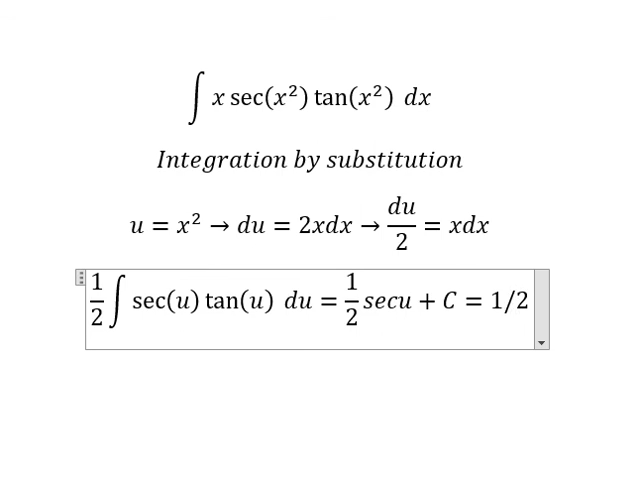 ∫ x sec(x²) tan(x²) dx
Integration by substitution
u = x² → du = 2xdx → du/2 = xdx
1/2 ∫ sec(u) tan(u) du = 1/2 secu + C = 1/2